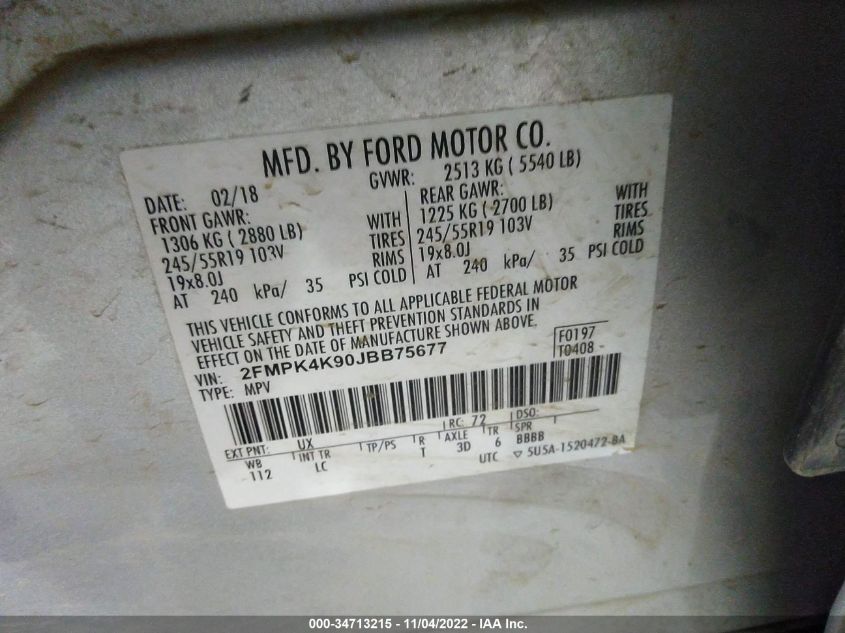 MFD. BY FORD MOTOR CO.
DATE: 02/18 GVWR: 2513 KG ( 5540 LB)
FRONT GAWR: REAR GAWR:
1306 KG ( 2880 LB) WITH 1225 KG ( 2700 LB) WITH
245/55R19 103V TIRES 245/55R19 103V TIRES
19x8.0J RIMS 19x8.0J RIMS
AT 240 kPa/ 35 PSI COLD AT 240 kPa/ 35 PSI COLD
THIS VEHICLE CONFORMS TO ALL APPLICABLE FEDERAL MOTOR
VEHICLE SAFETY AND THEFT PREVENTION STANDARDS IN
EFFECT ON THE DATE OF MANUFACTURE SHOWN ABOVE.
VIN: 2FMPK4K90JBB75677 F0197
TYPE: MPV T0408
EXT PNT: UX RC: 72 DSO:
WB INT TR TP/PS R AXLE TR SPR
112 LC T 3D 6 BBBB
UTC ▽ 5U5A-1520472-BA
000-34713215 - 11/04/2022 - IAA Inc.